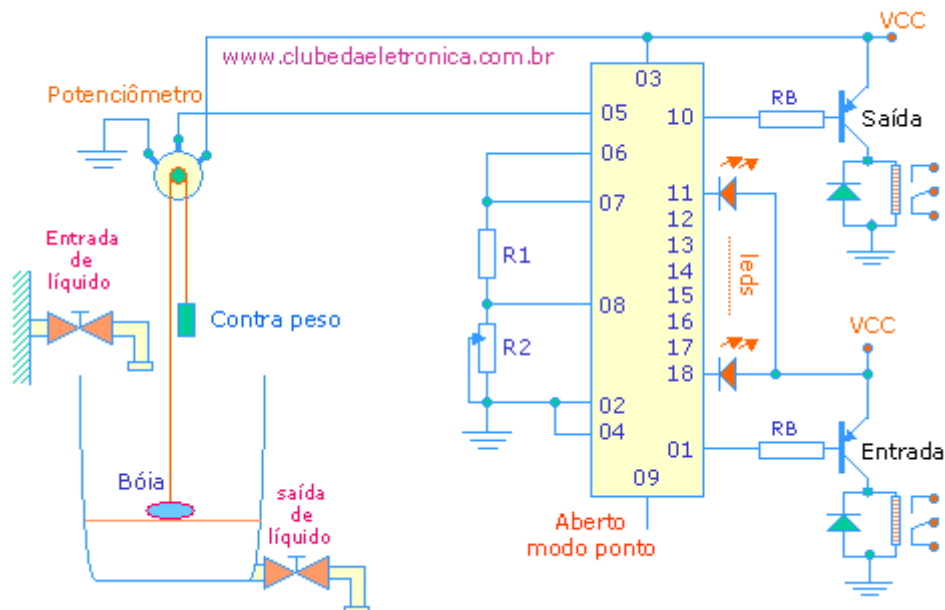 VCC
www.clubedaeletronica.com.br
Potenciômetro
03
05
10
RB
Saída
06
07
11
12
13
14
15
16
17
18
leds
R1
08
R2
Entrada
de
líquido
Contra peso
VCC
02
04
01
RB
Entrada
09
Bóia
saída
de
líquido
Aberto
modo ponto